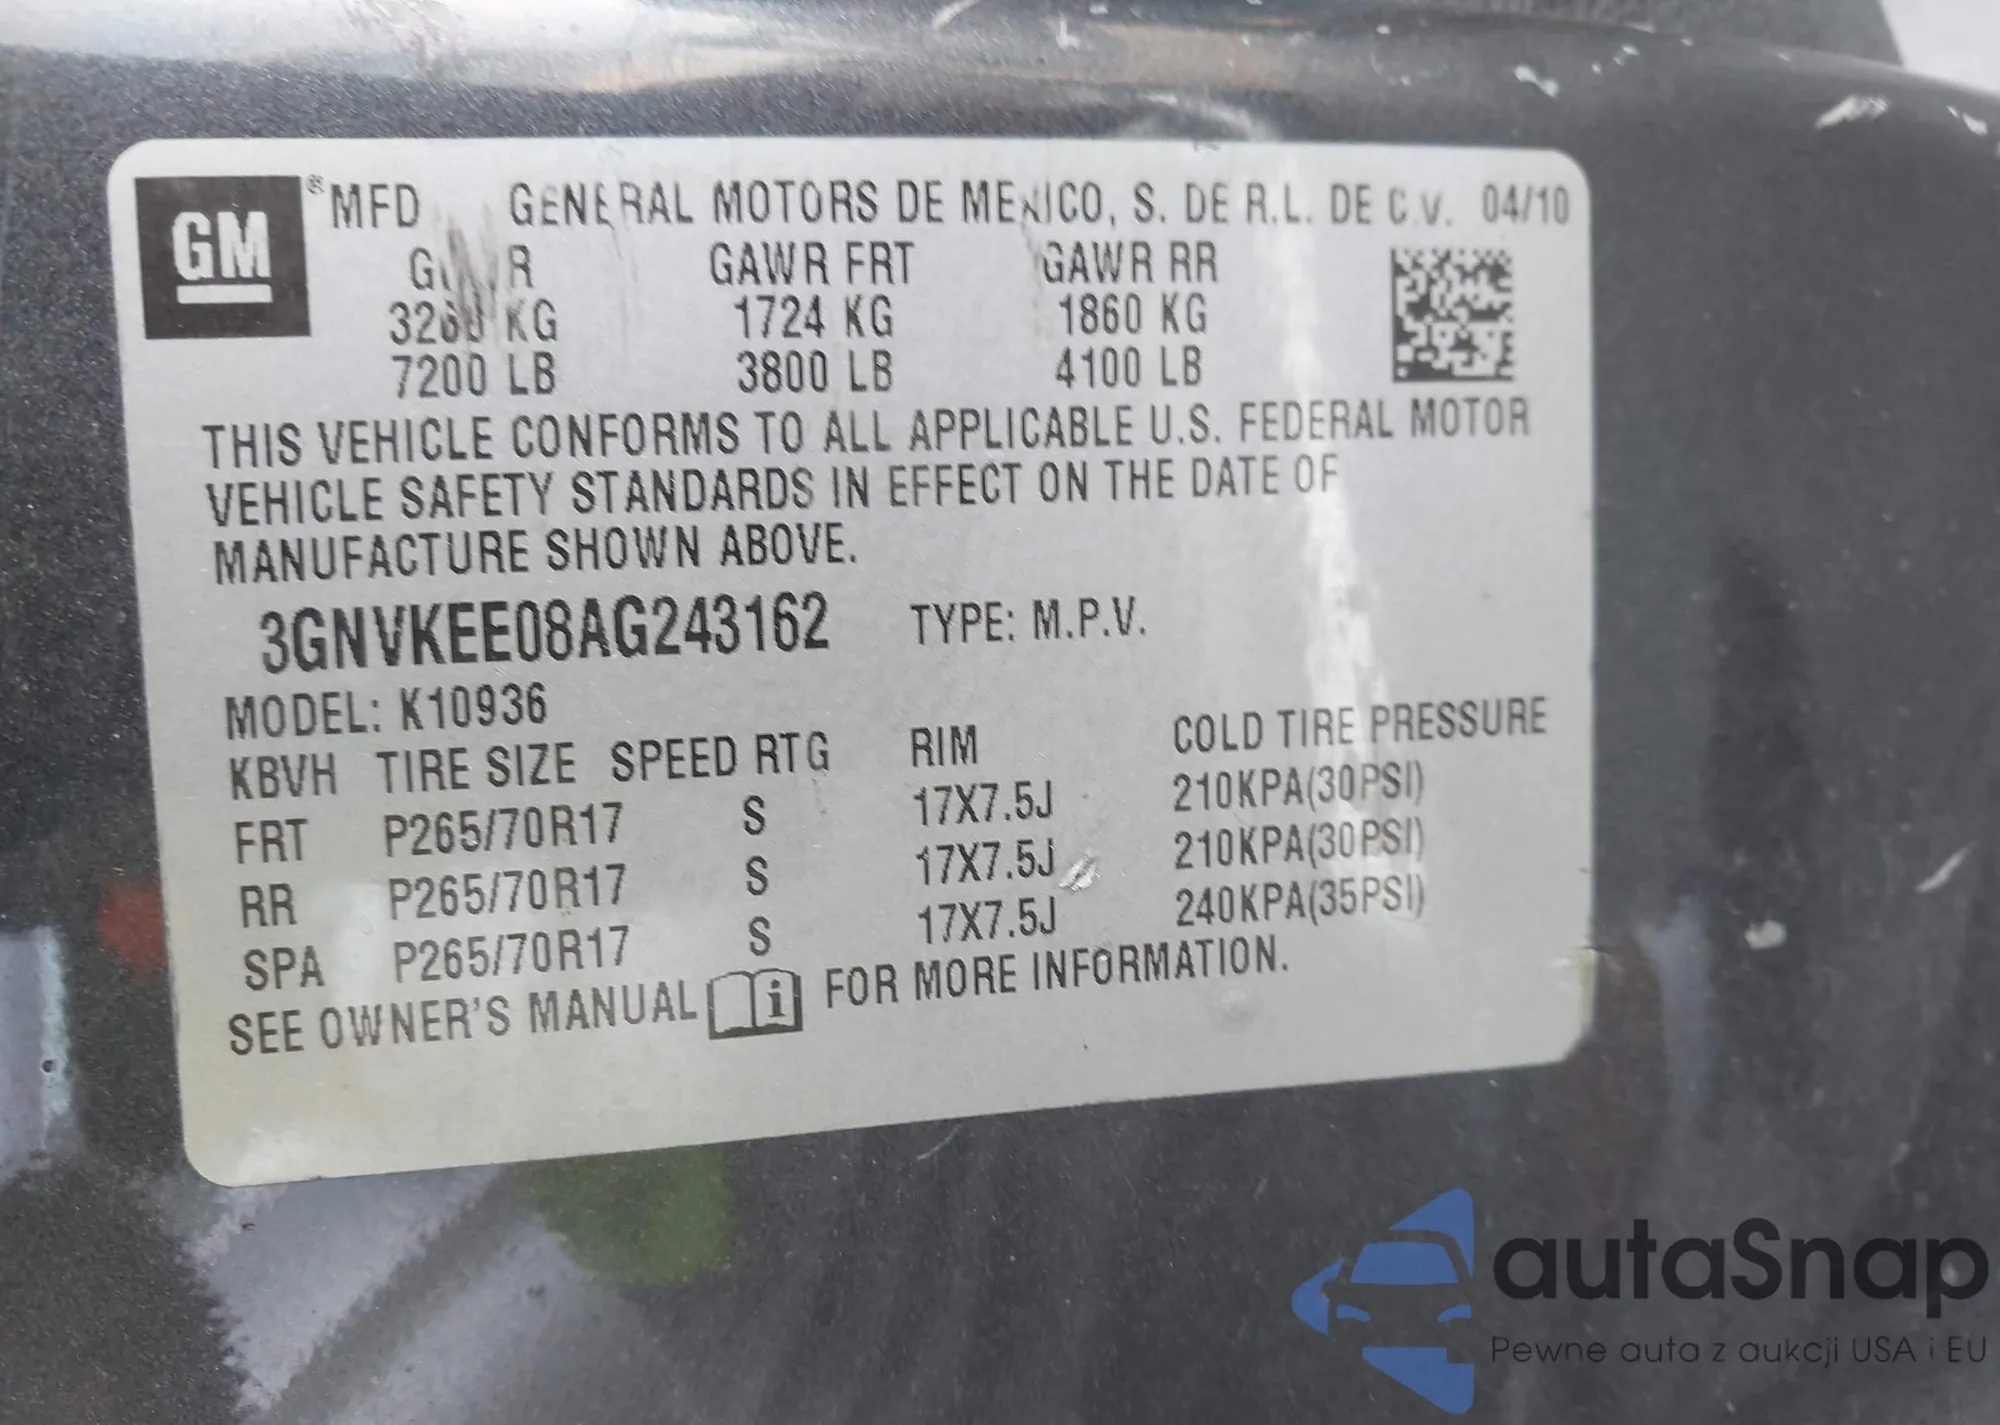 GM
® MFD GENERAL MOTORS DE MEXICO, S. DE R.L. DE C.V. 04/10
GVWR GAWR FRT GAWR RR
3260 KG 1724 KG 1860 KG
7200 LB 3800 LB 4100 LB
THIS VEHICLE CONFORMS TO ALL APPLICABLE U.S. FEDERAL MOTOR
VEHICLE SAFETY STANDARDS IN EFFECT ON THE DATE OF
MANUFACTURE SHOWN ABOVE.
3GNVKEE08AG243162 TYPE: M.P.V.
MODEL: K10936
KBVH TIRE SIZE SPEED RTG RIM COLD TIRE PRESSURE
FRT P265/70R17 S 17X7.5J 210KPA(30PSI)
RR P265/70R17 S 17X7.5J 210KPA(30PSI)
SPA P265/70R17 S 17X7.5J 240KPA(35PSI)
SEE OWNER'S MANUAL i FOR MORE INFORMATION.
autaSnap
Pewne auta z aukcji USA i EU